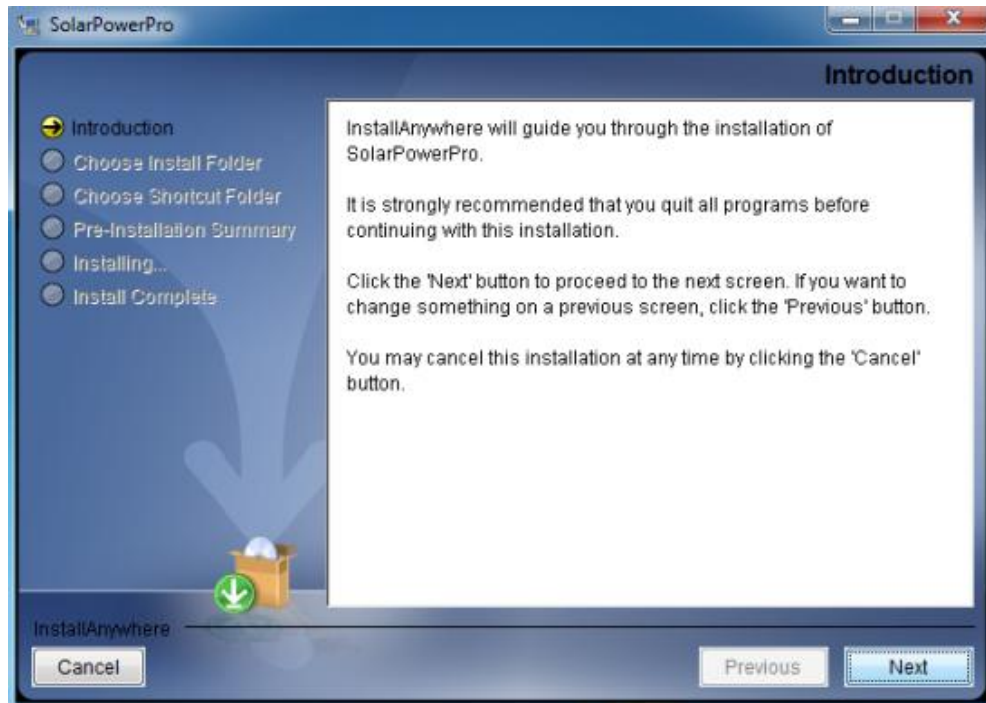 SolarPowerPro
Introduction
Introduction
Choose Install Folder
Choose Shortcut Folder
Pre-Installation Summary
Installing...
Install Complete
InstallAnywhere will guide you through the installation of
SolarPowerPro.
It is strongly recommended that you quit all programs before
continuing with this installation.
Click the 'Next' button to proceed to the next screen. If you want to
change something on a previous screen, click the 'Previous' button.
You may cancel this installation at any time by clicking the 'Cancel'
button.
InstallAnywhere
Cancel
Previous
Next